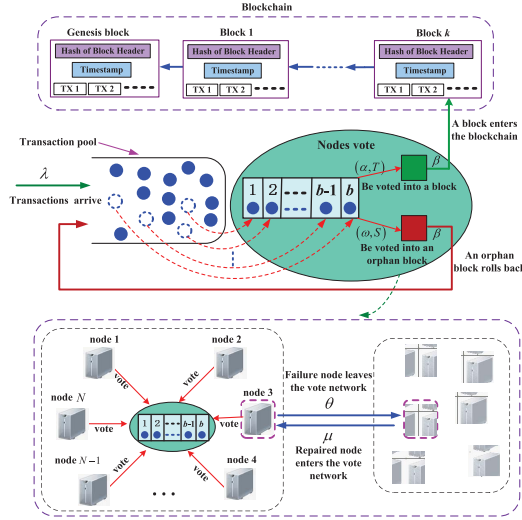 Blockchain
Genesis block
Block 1
Block k
Hash of Block Header
Hash of Block Header
Hash of Block Header
Timestamp
Timestamp
Timestamp
TX 1 TX 2
TX 1 TX 2
TX 1 TX 2
A block enters
the blockchain
Transaction pool
Nodes vote
λ
Transactions arrive
(α,T)
β
Be voted into a block
1 2 b-1 b
(ω,S)
β
Be voted into an
orphan block
An orphan
block rolls back
node 1
node 2
node 3
node N
node N-1
node 4
vote
vote
vote
vote
vote
vote
1 2 b-1 b
...
Failure node leaves
the vote network
θ
μ
Repaired node
enters the vote
network